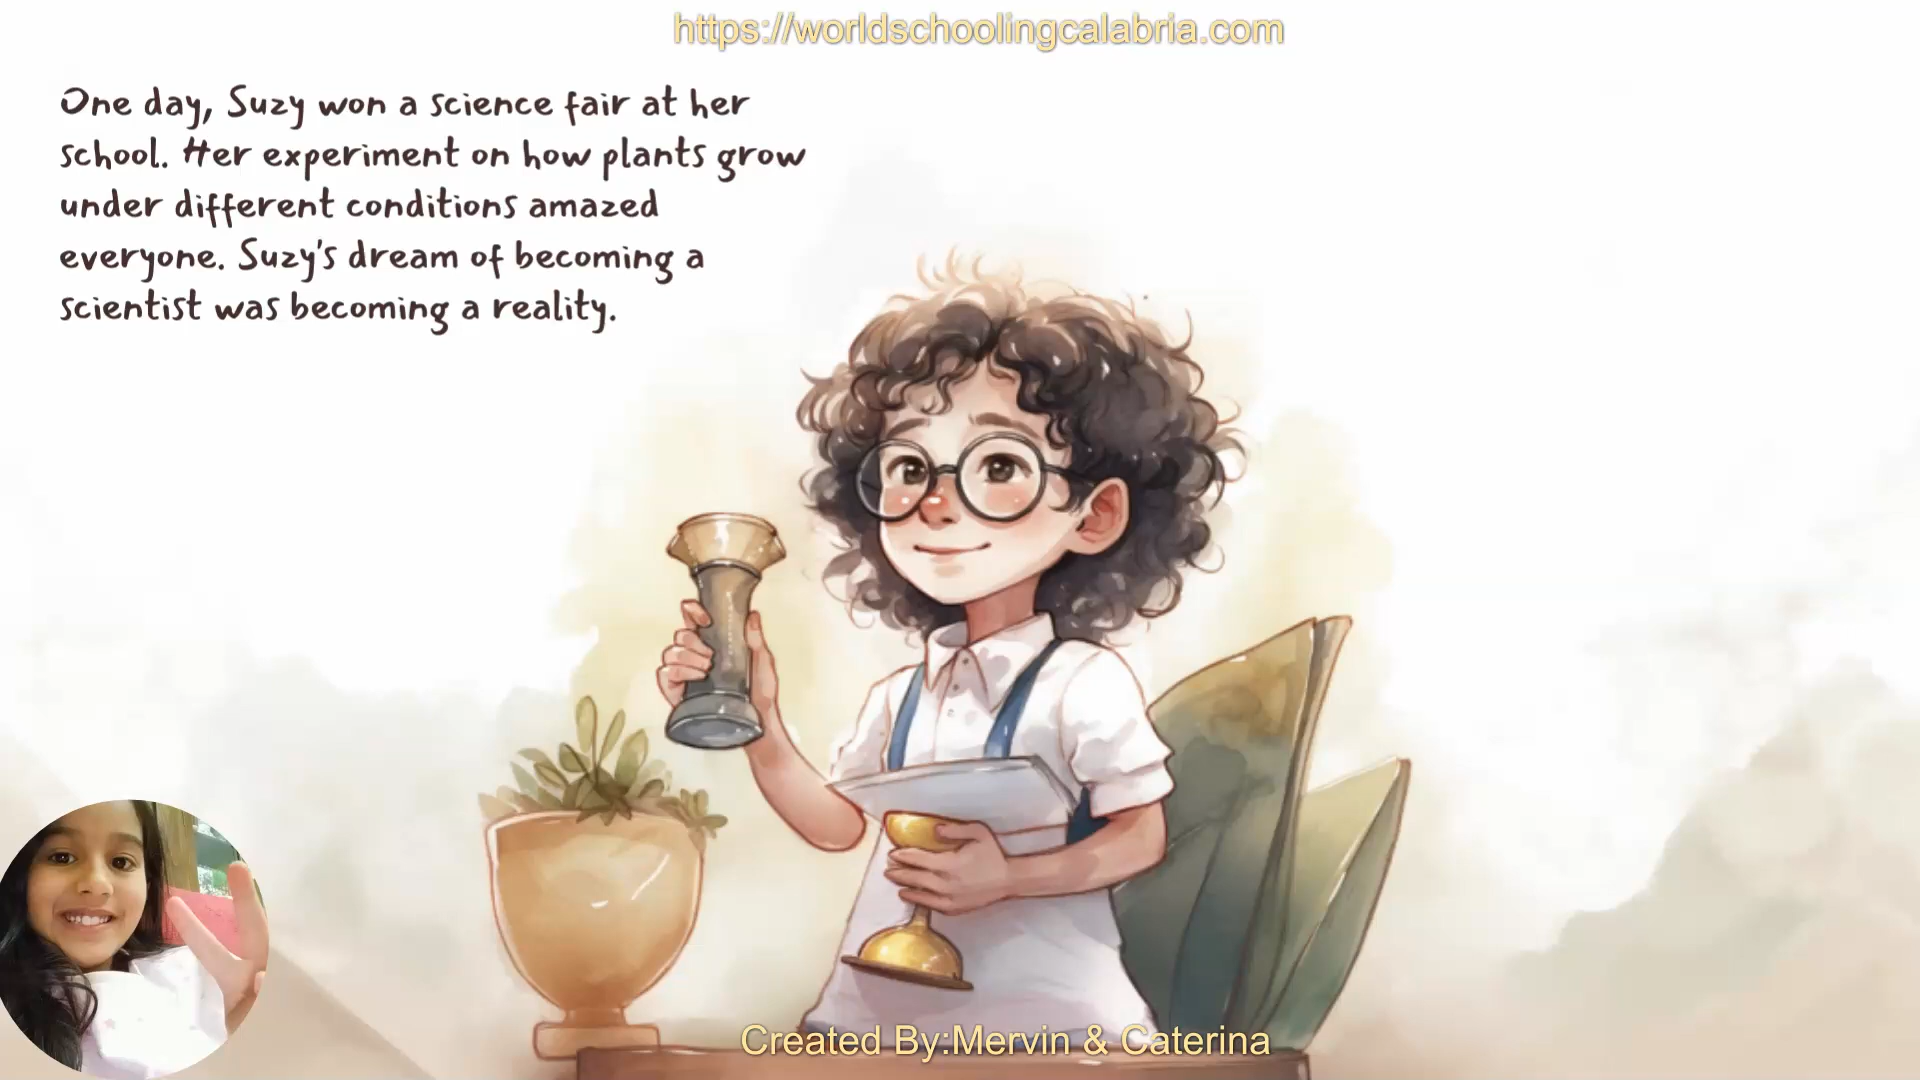 https://worldschoolingcalabria.com
One day, Suzy won a science fair at her
school. Her experiment on how plants grow
under different conditions amazed
everyone. Suzy's dream of becoming a
scientist was becoming a reality.
Created By:Mervin & Caterina